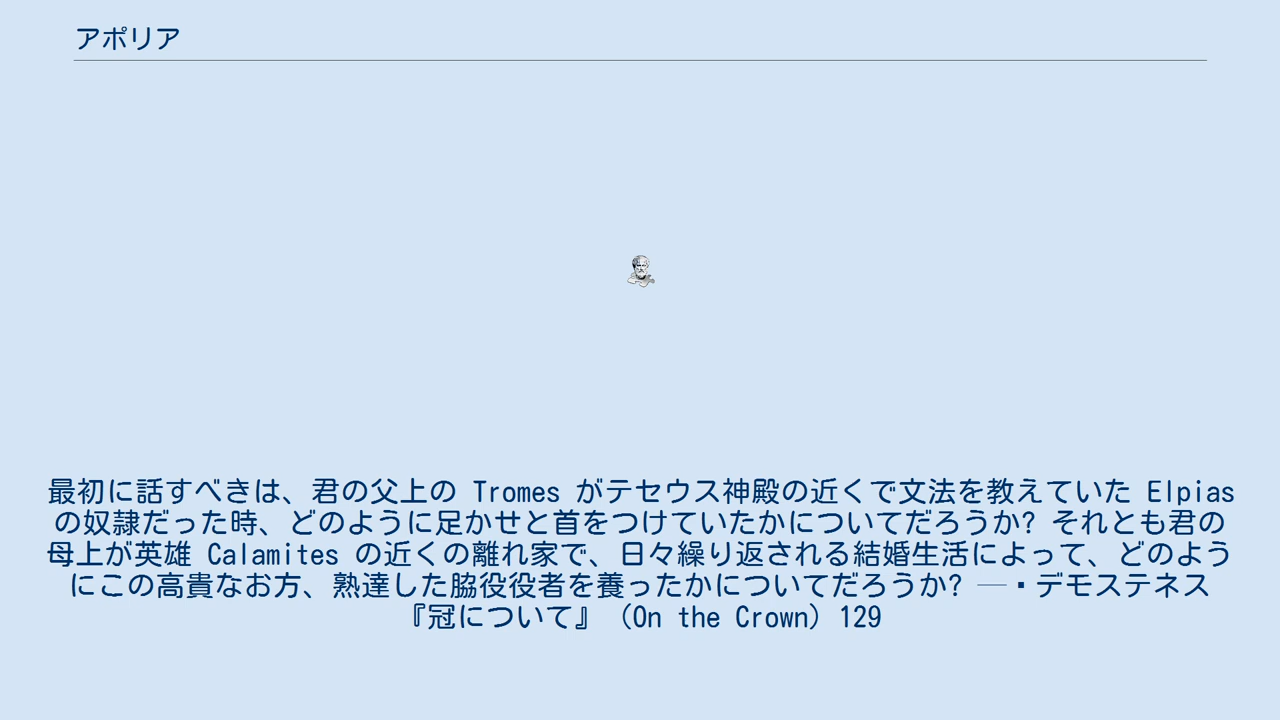 アポリア
最初に話すべきは、君の父上の Tromes がテセウス神殿の近くで文法を教えていた Elpias
の奴隷だった時、どのように足かせと首をつけていたかについてだろうか? それとも君の
母上が英雄 Calamites の近くの離れ家で、日々繰り返される結婚生活によって、どのよう
にこの高貴なお方、熟達した脇役役者を養ったかについてだろうか? ─・デモステネス
『冠について』（On the Crown）129